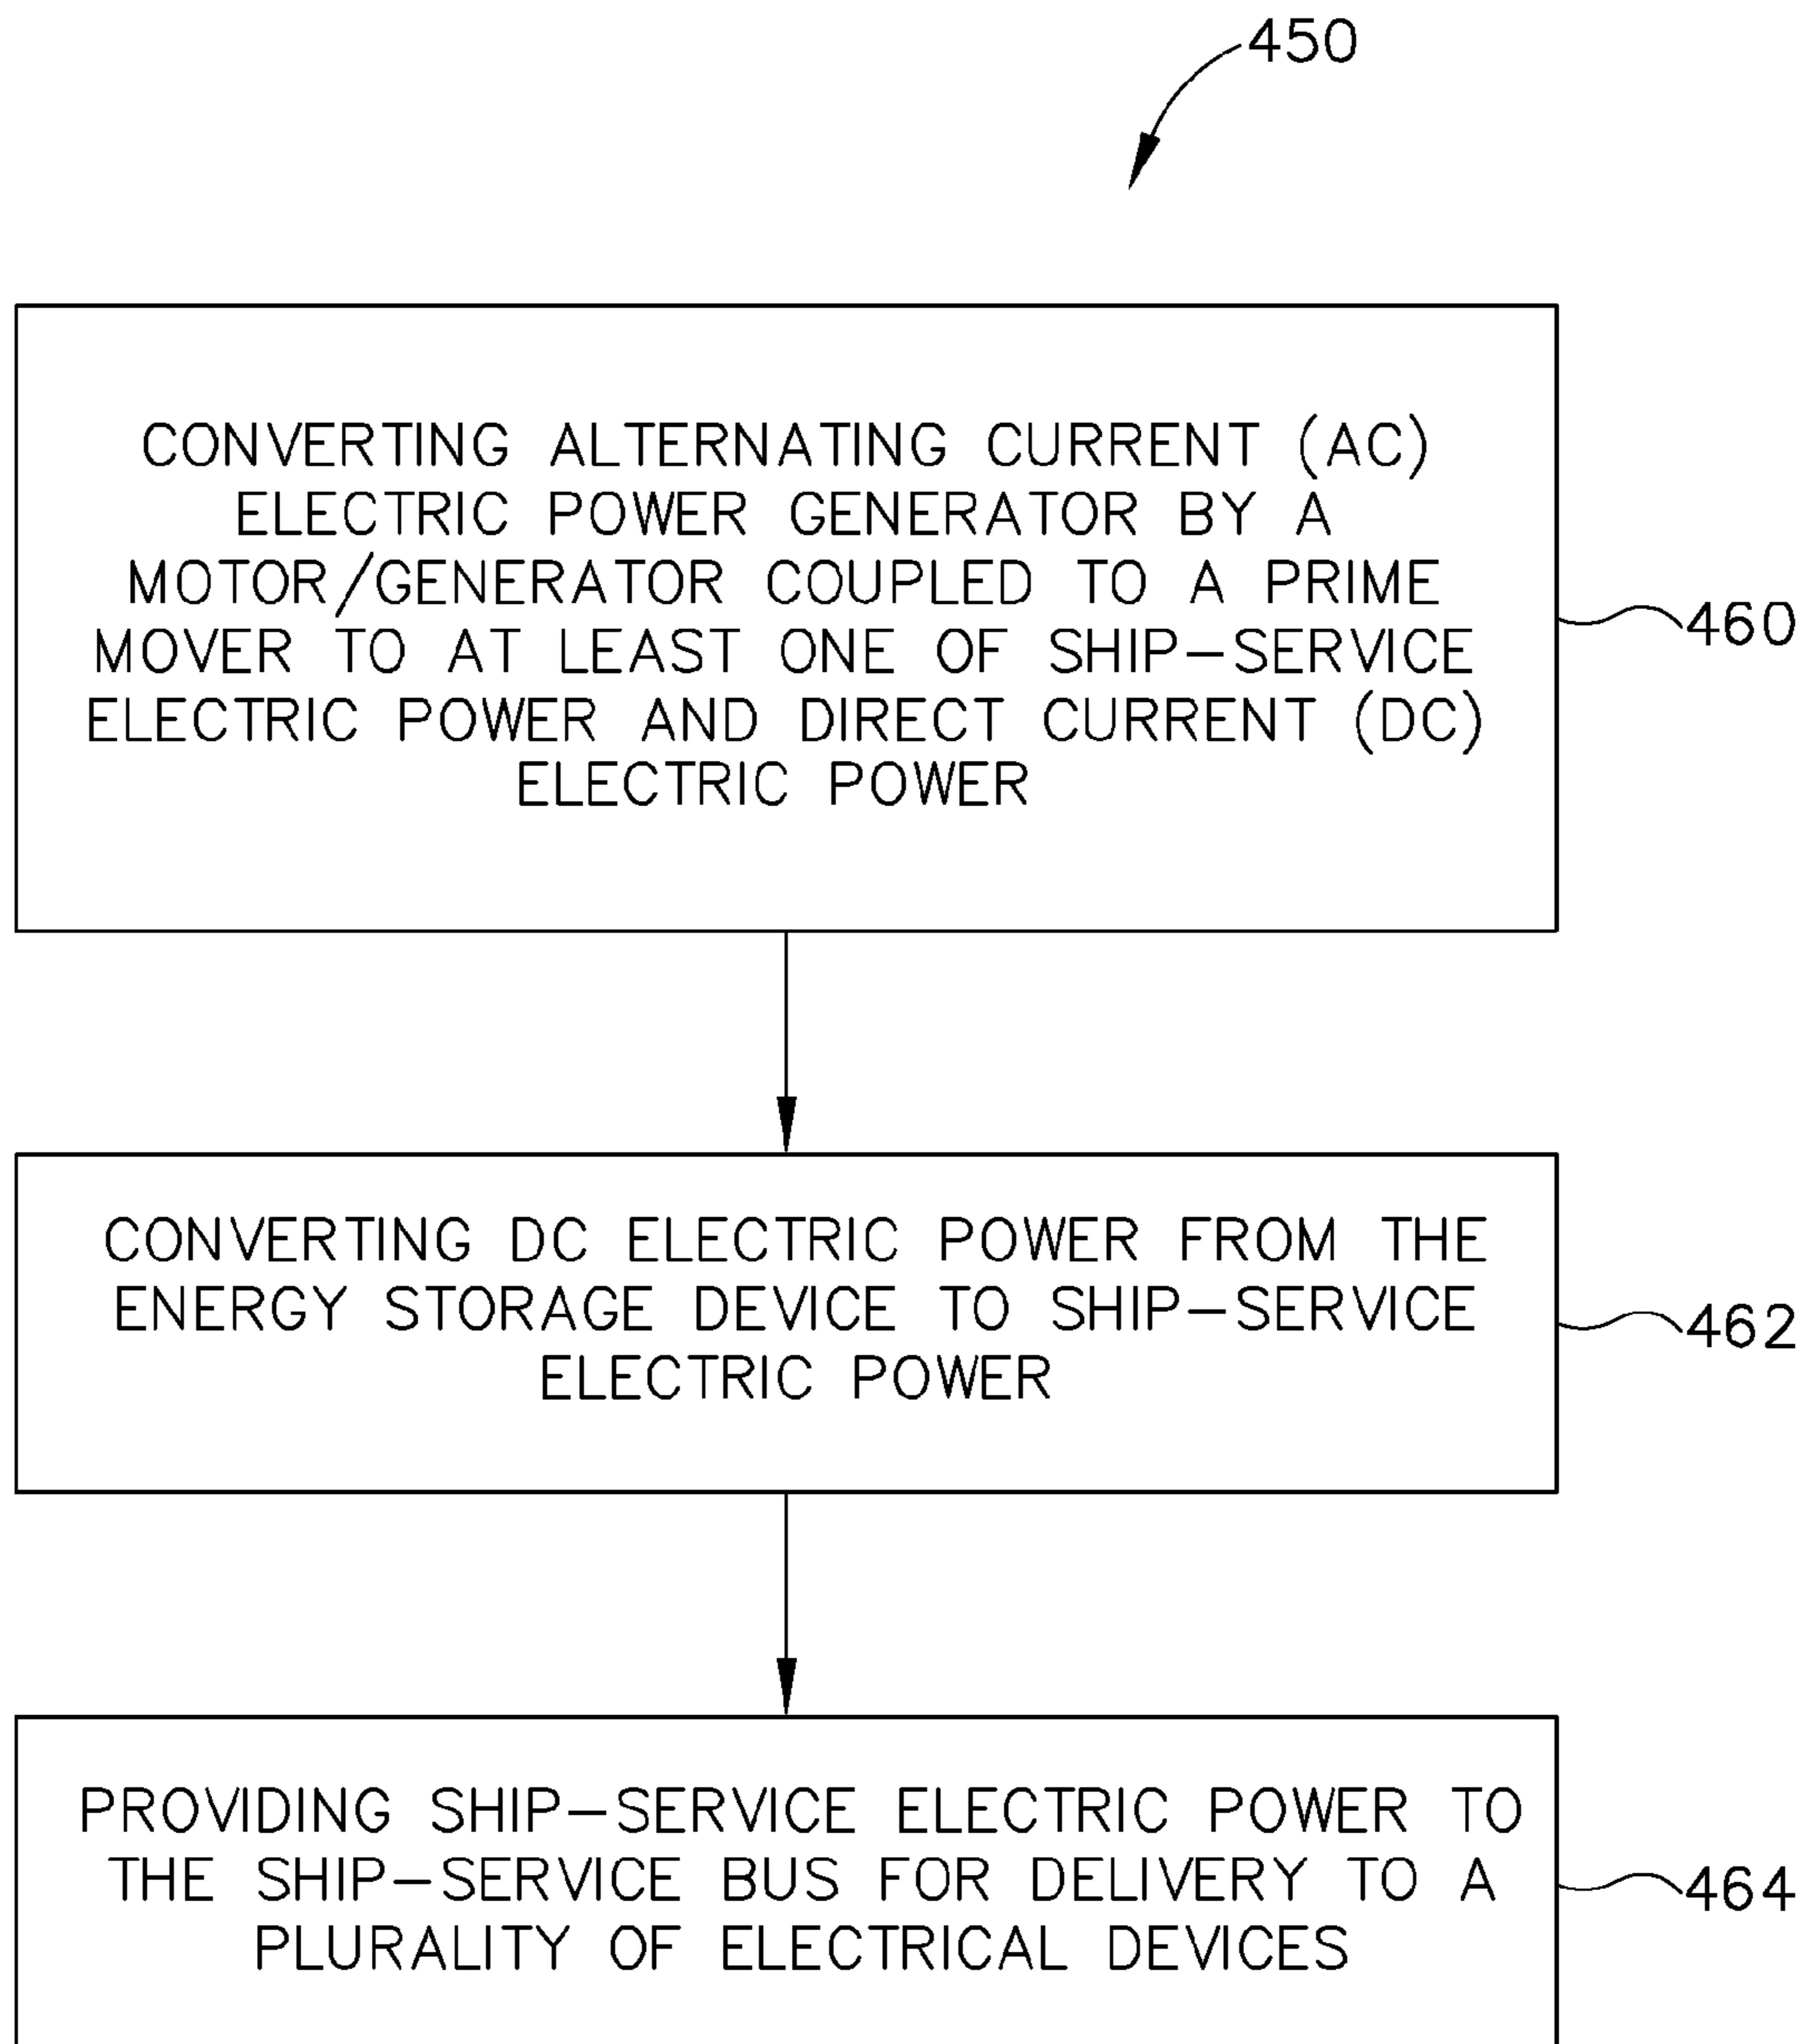 450
CONVERTING ALTERNATING CURRENT (AC)
ELECTRIC POWER GENERATOR BY A
MOTOR/GENERATOR COUPLED TO A PRIME
MOVER TO AT LEAST ONE OF SHIP-SERVICE
ELECTRIC POWER AND DIRECT CURRENT (DC)
ELECTRIC POWER
460
CONVERTING DC ELECTRIC POWER FROM THE
ENERGY STORAGE DEVICE TO SHIP-SERVICE
ELECTRIC POWER
462
PROVIDING SHIP-SERVICE ELECTRIC POWER TO
THE SHIP-SERVICE BUS FOR DELIVERY TO A
PLURALITY OF ELECTRICAL DEVICES
464